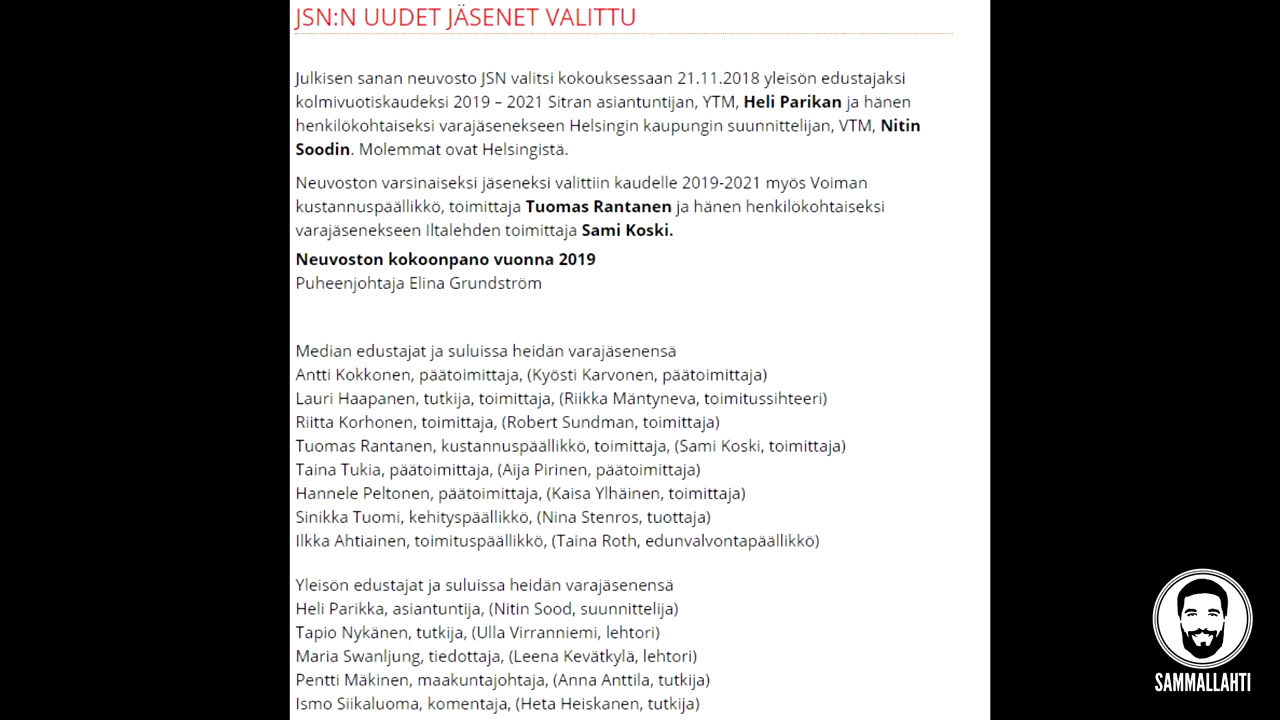 JSN:N UUDET JÄSENET VALITTU
Julkisen sanan neuvosto JSN valitsi kokouksessaan 21.11.2018 yleisön edustajaksi
kolmivuotiskaudeksi 2019 – 2021 Sitran asiantuntijan, YTM, Heli Parikan ja hänen
henkilökohtaiseksi varajäsenekseen Helsingin kaupungin suunnittelijan, VTM, Nitin
Soodin. Molemmat ovat Helsingistä.
Neuvoston varsinaiseksi jäseneksi valittiin kaudelle 2019-2021 myös Voiman
kustannuspäällikkö, toimittaja Tuomas Rantanen ja hänen henkilökohtaiseksi
varajäsenekseen Iltalehden toimittaja Sami Koski.
Neuvoston kokoonpano vuonna 2019
Puheenjohtaja Elina Grundström
Median edustajat ja suluissa heidän varajäsenensä
Antti Kokkonen, päätoimittaja, (Kyösti Karvonen, päätoimittaja)
Lauri Haapanen, tutkija, toimittaja, (Riikka Mäntyneva, toimitussihteeri)
Riitta Korhonen, toimittaja, (Robert Sundman, toimittaja)
Tuomas Rantanen, kustannuspäällikkö, toimittaja, (Sami Koski, toimittaja)
Taina Tukia, päätoimittaja, (Aija Pirinen, päätoimittaja)
Hannele Peltonen, päätoimittaja, (Kaisa Ylhäinen, toimittaja)
Sinikka Tuomi, kehityspäällikkö, (Nina Stenros, tuottaja)
Ilkka Ahtiainen, toimituspäällikkö, (Taina Roth, edunvalvontapäällikkö)
Yleisön edustajat ja suluissa heidän varajäsenensä
Heli Parikka, asiantuntija, (Nitin Sood, suunnittelija)
Tapio Nykänen, tutkija, (Ulla Virranniemi, lehtori)
Maria Swanljung, tiedottaja, (Leena Kevätkylä, lehtori)
Pentti Mäkinen, maakuntajohtaja, (Anna Anttila, tutkija)
Ismo Siikaluoma, komentaja, (Heta Heiskanen, tutkija)
SAMMALLAHTI